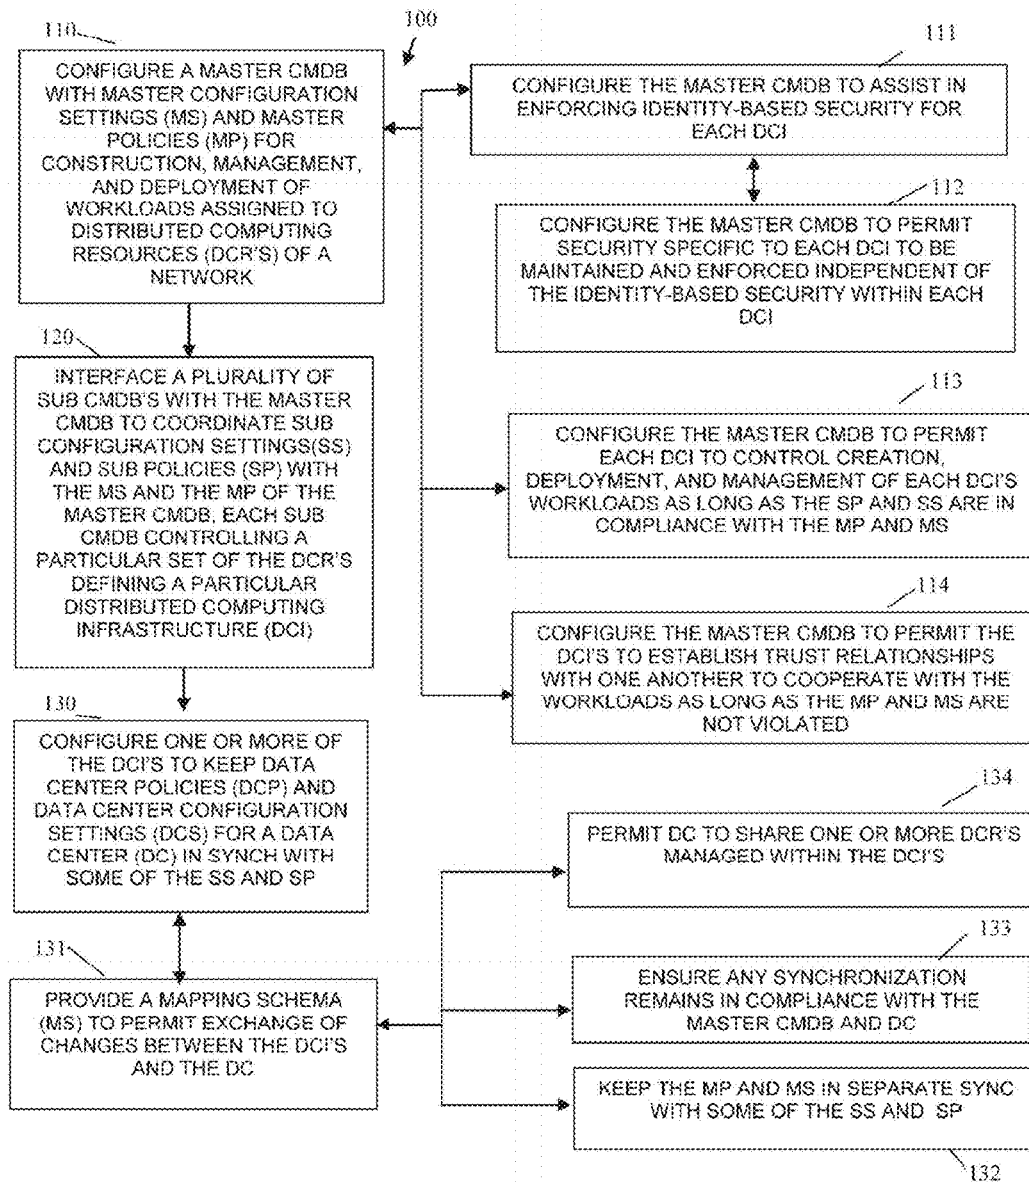 110
100
CONFIGURE A MASTER CMDB
WITH MASTER CONFIGURATION
SETTINGS (MS) AND MASTER
POLICIES (MP) FOR
CONSTRUCTION, MANAGEMENT,
AND DEPLOYMENT OF
WORKLOADS ASSIGNED TO
DISTRIBUTED COMPUTING
RESOURCES (DCR'S) OF A
NETWORK
111
CONFIGURE THE MASTER CMDB TO ASSIST IN
ENFORCING IDENTITY-BASED SECURITY FOR
EACH DCI
112
CONFIGURE THE MASTER CMDB TO PERMIT
SECURITY SPECIFIC TO EACH DCI TO BE
MAINTAINED AND ENFORCED INDEPENDENT OF
THE IDENTITY-BASED SECURITY WITHIN EACH
DCI
120
INTERFACE A PLURALITY OF
SUB CMDB'S WITH THE MASTER
CMDB TO COORDINATE SUB
CONFIGURATION SETTINGS(SS)
AND SUB POLICIES (SP) WITH
THE MS AND THE MP OF THE
MASTER CMDB, EACH SUB
CMDB CONTROLLING A
PARTICULAR SET OF THE DCR'S
DEFINING A PARTICULAR
DISTRIBUTED COMPUTING
INFRASTRUCTURE (DCI)
113
CONFIGURE THE MASTER CMDB TO PERMIT
EACH DCI TO CONTROL CREATION,
DEPLOYMENT, AND MANAGEMENT OF EACH DCI'S
WORKLOADS AS LONG AS THE SP AND SS ARE
IN COMPLIANCE WITH THE MP AND MS
114
CONFIGURE THE MASTER CMDB TO PERMIT THE
DCI'S TO ESTABLISH TRUST RELATIONSHIPS
WITH ONE ANOTHER TO COOPERATE WITH THE
WORKLOADS AS LONG AS THE MP AND MS ARE
NOT VIOLATED
130
CONFIGURE ONE OR MORE OF
THE DCI'S TO KEEP DATA
CENTER POLICIES (DCP) AND
DATA CENTER CONFIGURATION
SETTINGS (DCS) FOR A DATA
CENTER (DC) IN SYNCH WITH
SOME OF THE SS AND SP
134
PERMIT DC TO SHARE ONE OR MORE DCR'S
MANAGED WITHIN THE DCI'S
131
PROVIDE A MAPPING SCHEMA
(MS) TO PERMIT EXCHANGE OF
CHANGES BETWEEN THE DCI'S
AND THE DC
133
ENSURE ANY SYNCHRONIZATION
REMAINS IN COMPLIANCE WITH THE
MASTER CMDB AND DC
KEEP THE MP AND MS IN SEPARATE SYNC
WITH SOME OF THE SS AND SP
132